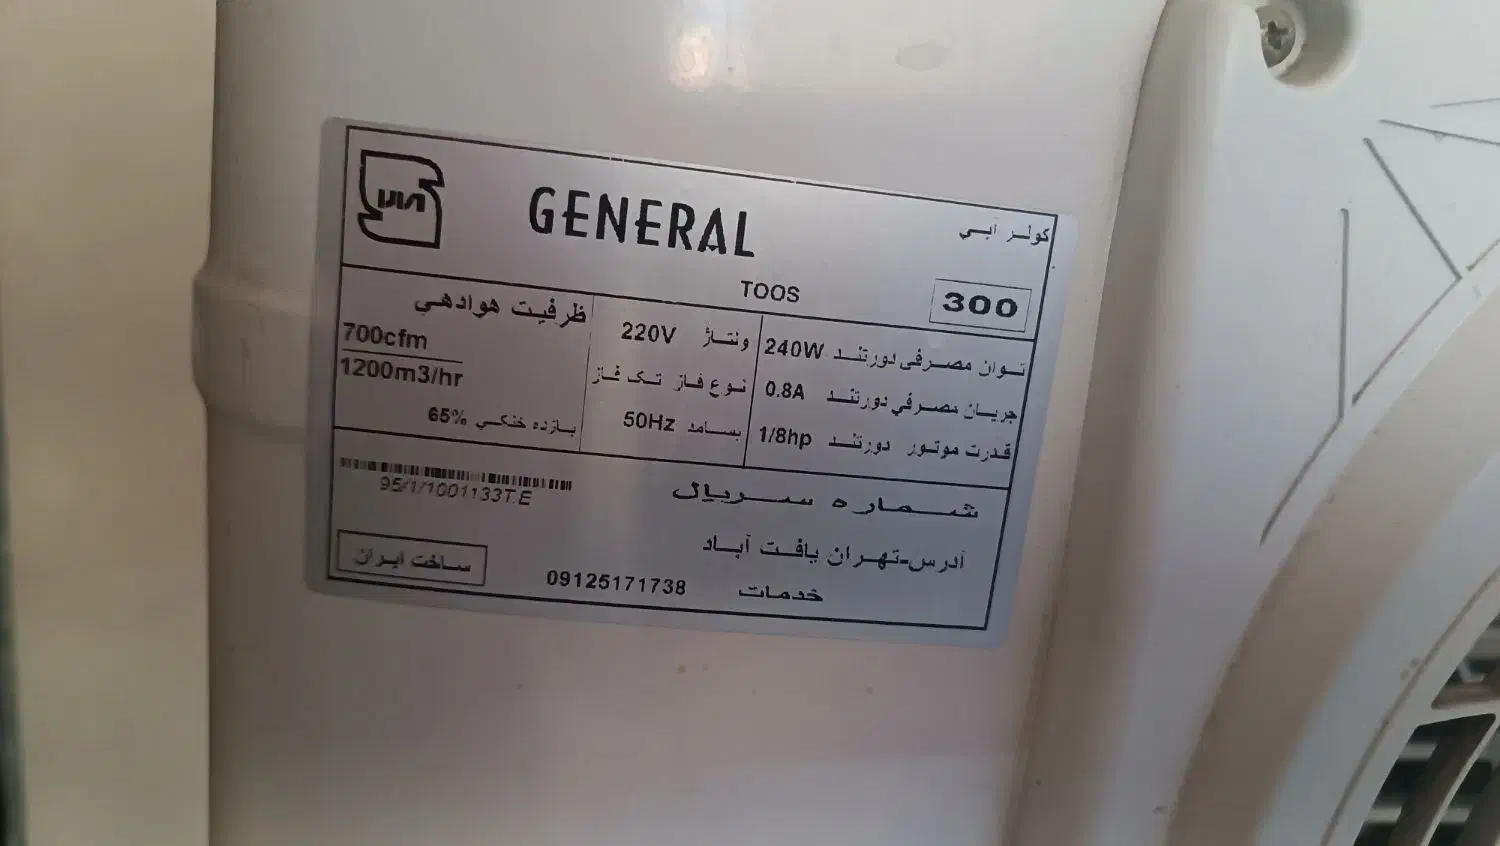 GENERAL
کولر آبی
TOOS
300
توان مصرفی دورتند 240W
جریان مصرفی دورتند 0.8A
قدرت موتور دورتند 1/8hp
ولتاژ 220V
نوع فاز تک فاز
بسامد 50Hz
ظرفیت هوادهی
700cfm
1200m3/hr
بازده خنکی 65%
شماره سریال
95/1/1001133T.E
آدرس-تهران یافت آباد
خدمات 09125171738
ساخت ایران